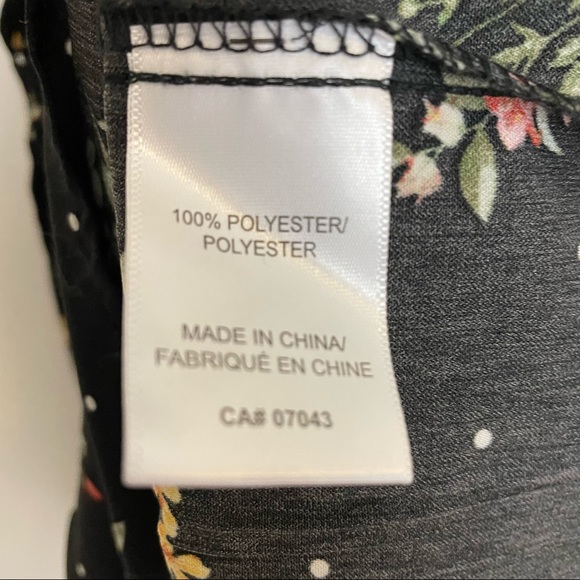 100% POLYESTER/
POLYESTER
MADE IN CHINA/
FABRIQUÉ EN CHINE
CA# 07043